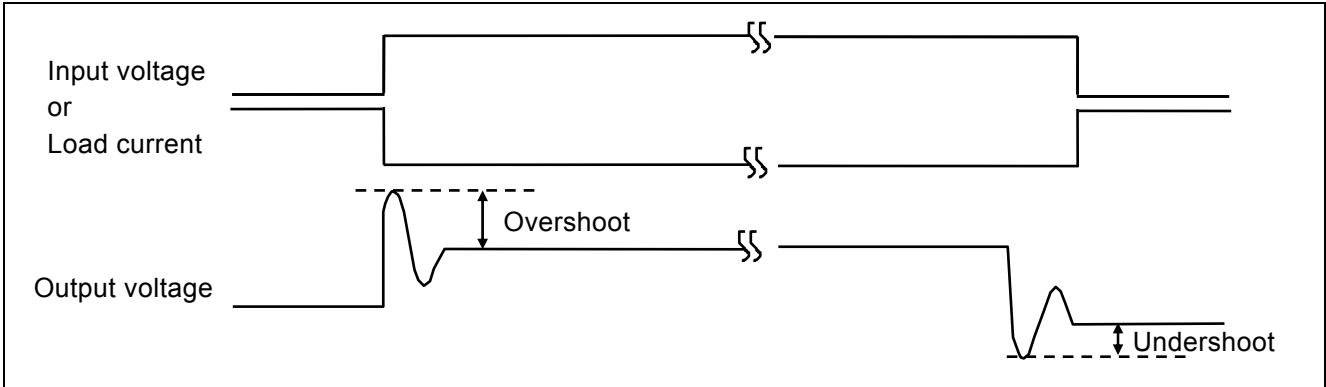 Input voltage
or
Load current
Overshoot
Output voltage
Undershoot